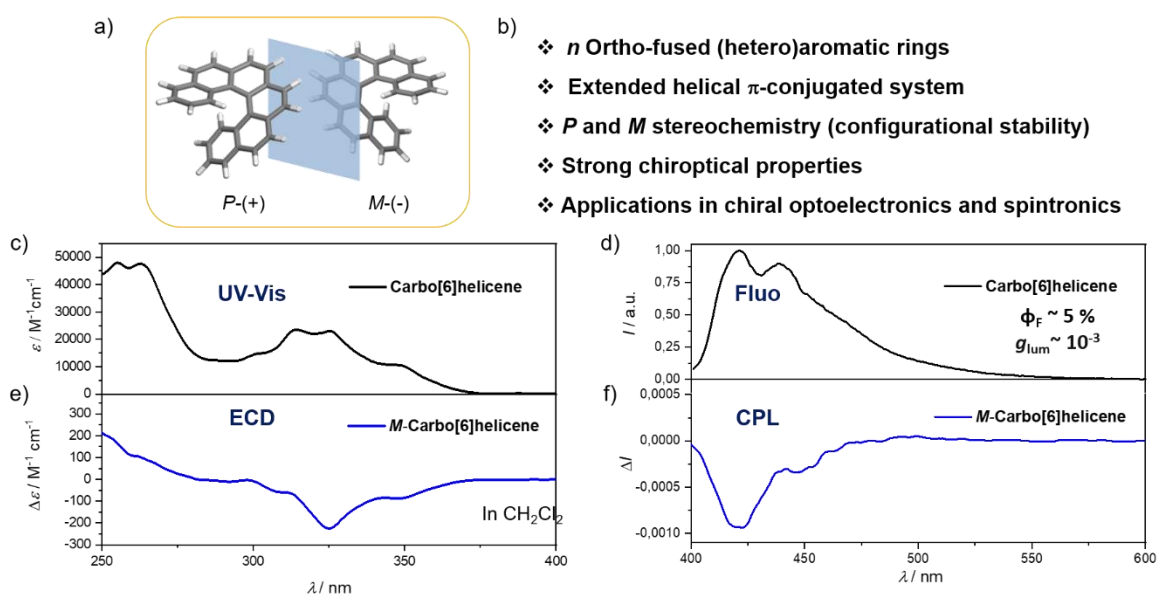 a)
P-(+)
M-(-)
b)
❖ n Ortho-fused (hetero)aromatic rings
❖ Extended helical π-conjugated system
❖ P and M stereochemistry (configurational stability)
❖ Strong chiroptical properties
❖ Applications in chiral optoelectronics and spintronics
c)
ε / M⁻¹cm⁻¹
50000
40000
30000
20000
10000
0
UV-Vis
Carbo[6]helicene
d)
I / a.u.
1,00
0,75
0,50
0,25
0,00
Fluo
Carbo[6]helicene
ϕF ~ 5 %
glum~ 10⁻³
e)
Δε / M⁻¹ cm⁻¹
300
200
100
0
-100
-200
-300
ECD
M-Carbo[6]helicene
In CH₂Cl₂
250
300
350
400
λ / nm
f)
ΔI
0,0005
0,0000
-0,0005
-0,0010
CPL
M-Carbo[6]helicene
400
450
500
550
600
λ / nm